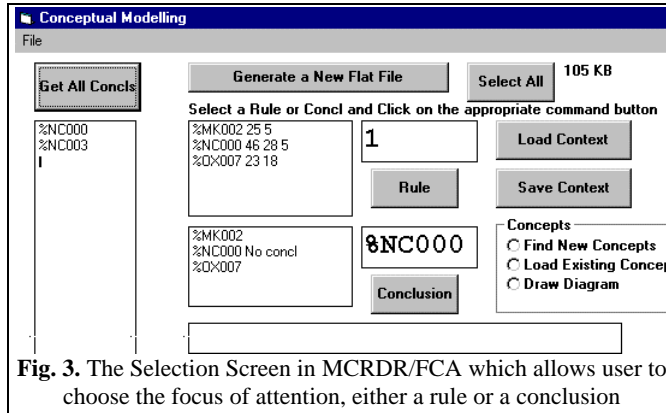 Conceptual Modelling
File
Get All Concls
Generate a New Flat File
Select All
105 KB
Select a Rule or Concl and Click on the appropriate command button
%NC000
%NC003
%MK002 25 5
%NC000 46 28 5
%OX007 23 18
1
Load Context
Rule
Save Context
%MK002
%NC000 No concl
%OX007
%NC000
Conclusion
Concepts
Find New Concepts
Load Existing Concep
Draw Diagram
Fig. 3. The Selection Screen in MCRDR/FCA which allows user to
choose the focus of attention, either a rule or a conclusion